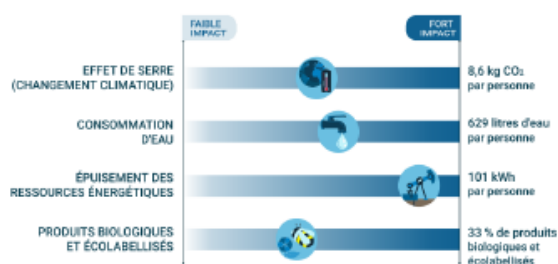 FAIBLE
IMPACT
FORT
IMPACT
EFFET DE SERRE
(CHANGEMENT CLIMATIQUE)
8,6 kg CO₂
par personne
CONSOMMATION
D'EAU
629 litres d'eau
par personne
ÉPUISEMENT DES
RESSOURCES ÉNERGÉTIQUES
101 kWh
par personne
PRODUITS BIOLOGIQUES
ET ÉCOLABELLISÉS
33 % de produits
biologiques et
écolabellisés